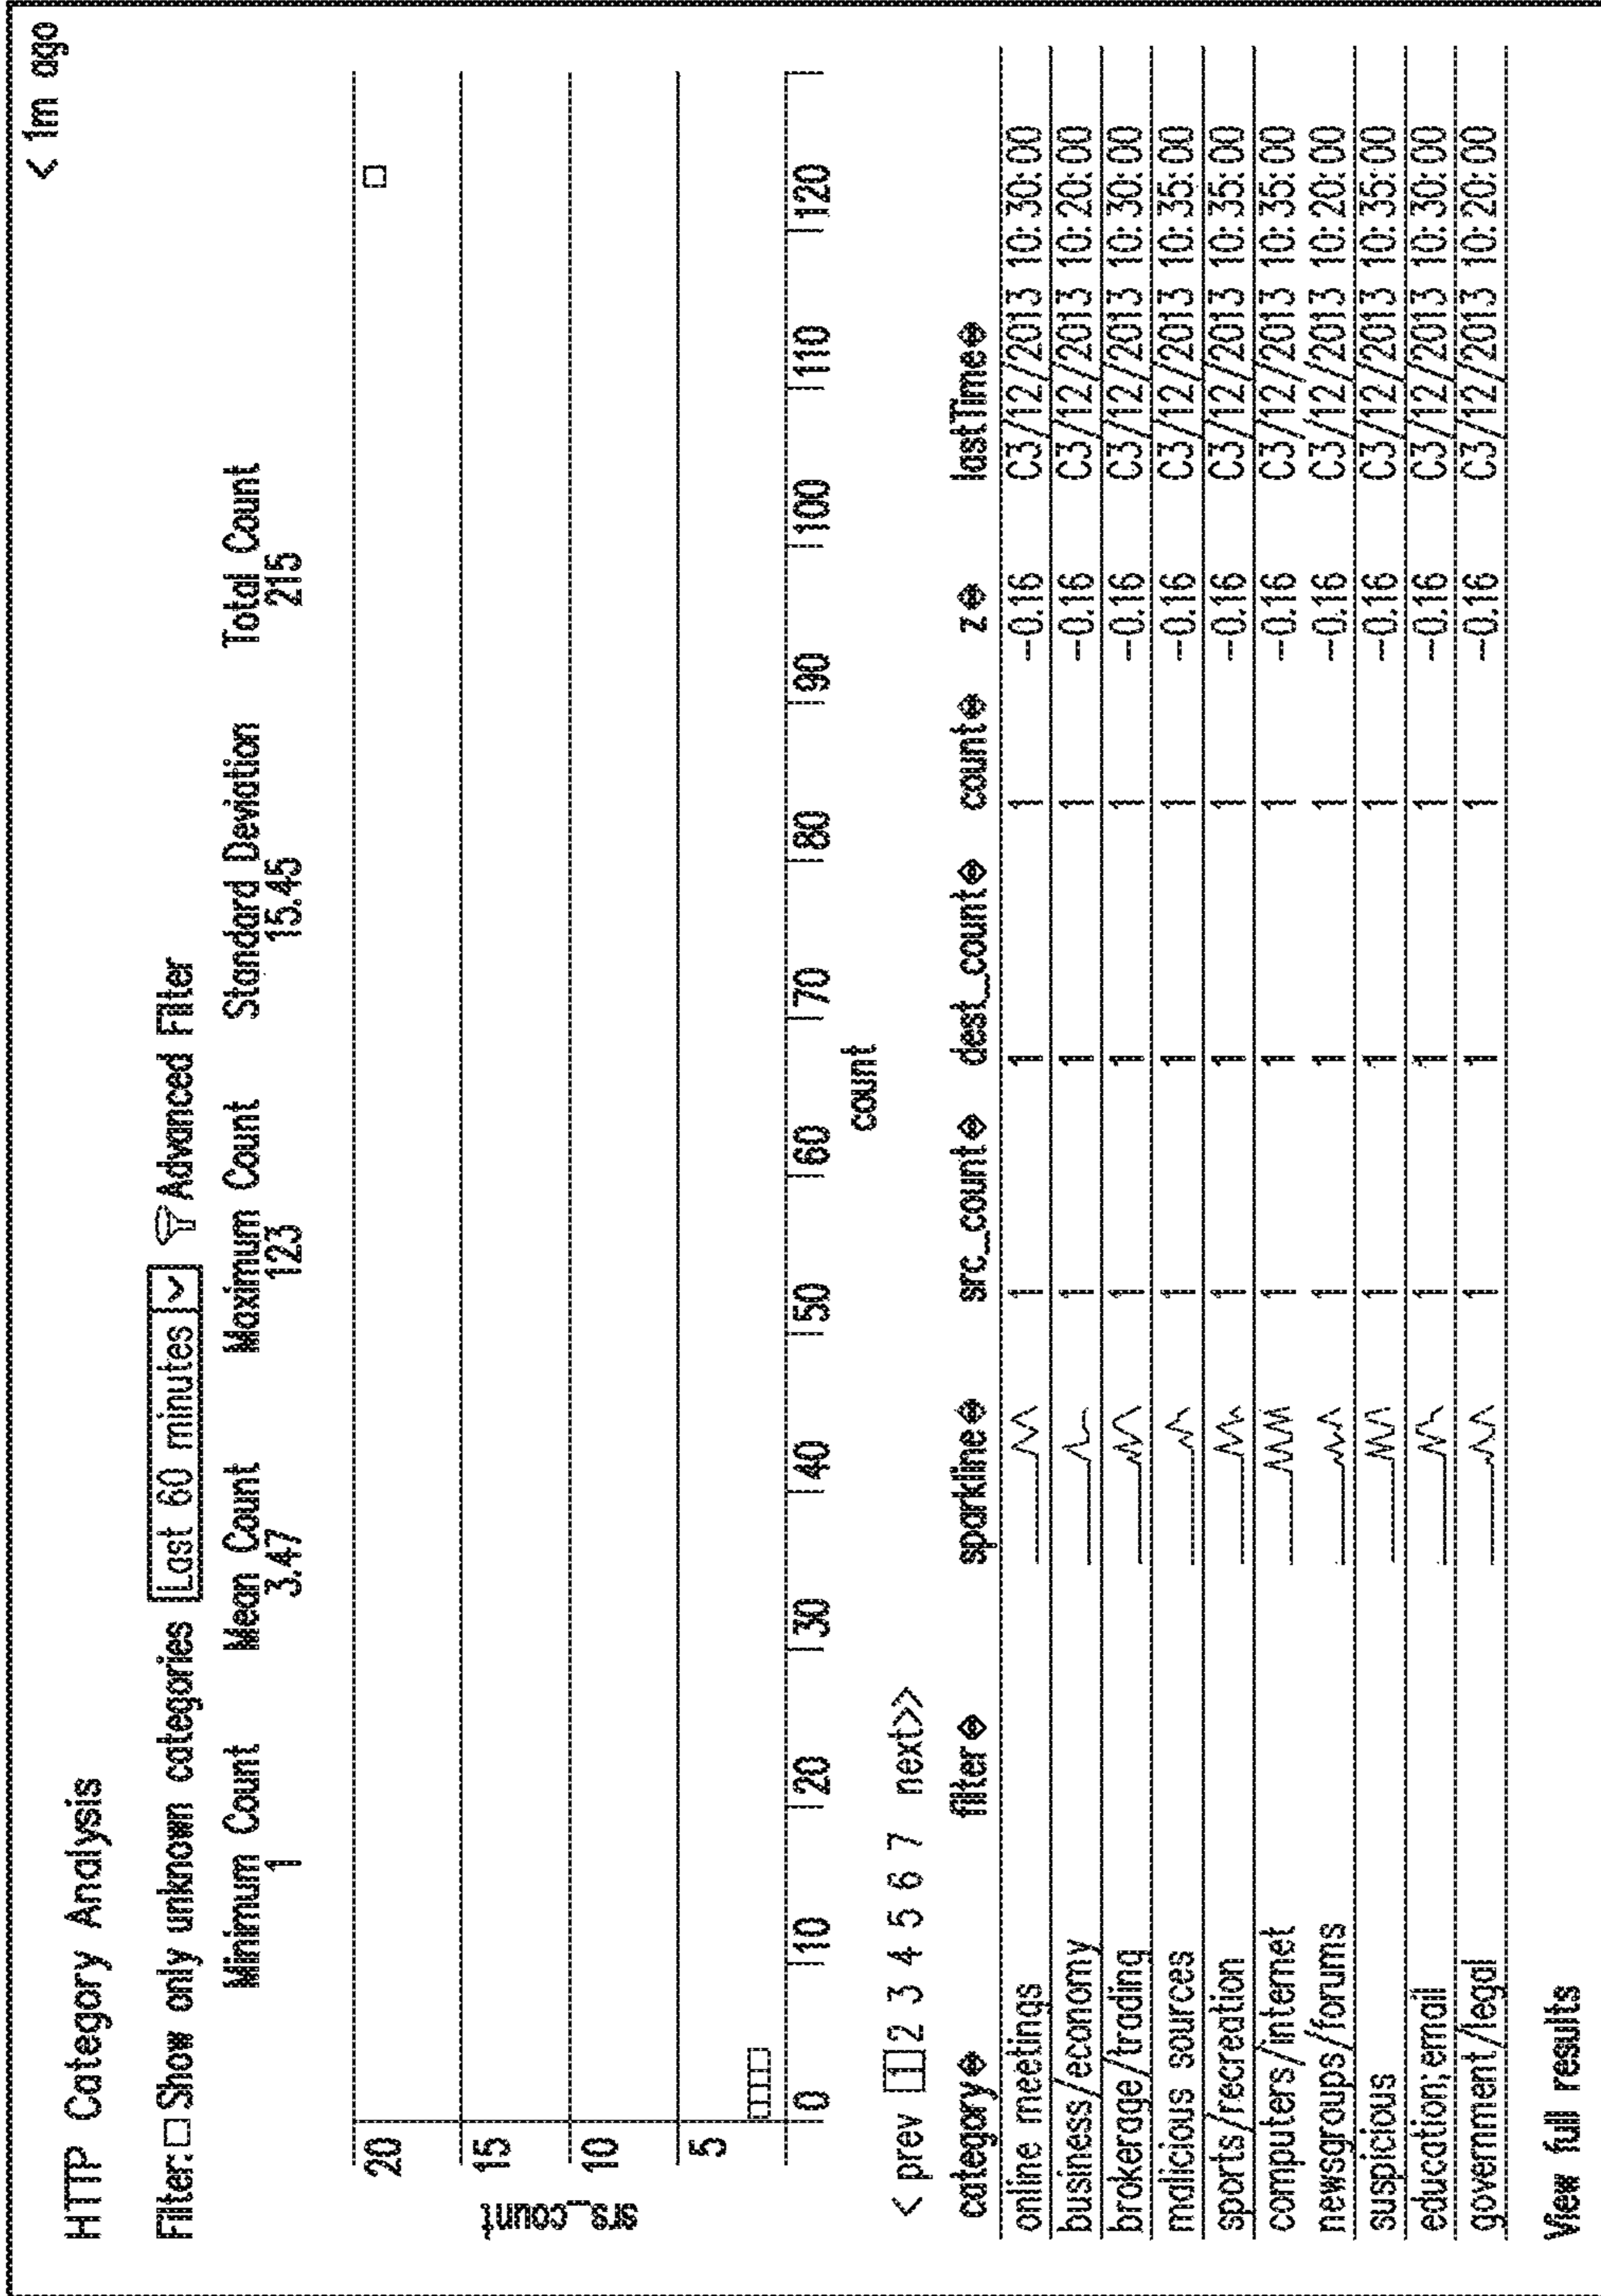 < 1m ago
HTTP Category Analysis
Filter: Show only unknown categories Last 60 minutes Advanced Filter
Minimum Count Mean Count Maximum Count Standard Deviation Total Count
1 3.47 123 15.45 215
20
15
10
5
srs_count
0 10 20 30 40 50 60 70 80 90 100 110 120
count
< prev 1 2 3 4 5 6 7 next>>
category filter sparkline src_count dest_count count z lastTime
online meetings 1 1 1 -0.16 C3/12/2013 10:30:00
business/economy 1 1 1 -0.16 C3/12/2013 10:20:00
brokerage/trading 1 1 1 -0.16 C3/12/2013 10:30:00
malicious sources 1 1 1 -0.16 C3/12/2013 10:35:00
sports/recreation 1 1 1 -0.16 C3/12/2013 10:35:00
computers/internet 1 1 1 -0.16 C3/12/2013 10:35:00
newsgroups/forums 1 1 1 -0.16 C3/12/2013 10:20:00
suspicious 1 1 1 -0.16 C3/12/2013 10:35:00
education;email 1 1 1 -0.16 C3/12/2013 10:30:00
government/legal 1 1 1 -0.16 C3/12/2013 10:20:00
View full results